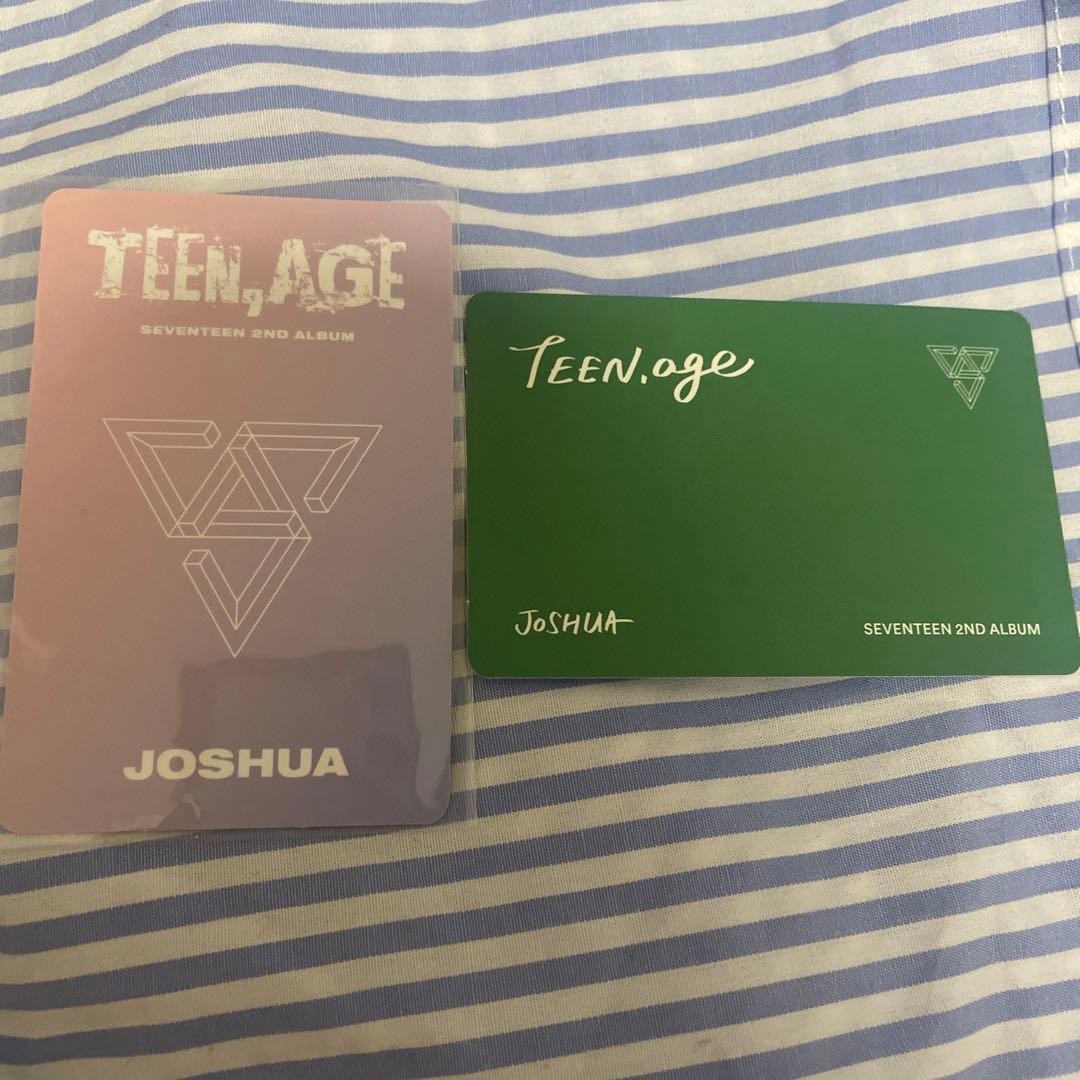 TEEN,AGE
SEVENTEEN 2ND ALBUM
JOSHUA
TEEN.age
JOSHUA
SEVENTEEN 2ND ALBUM